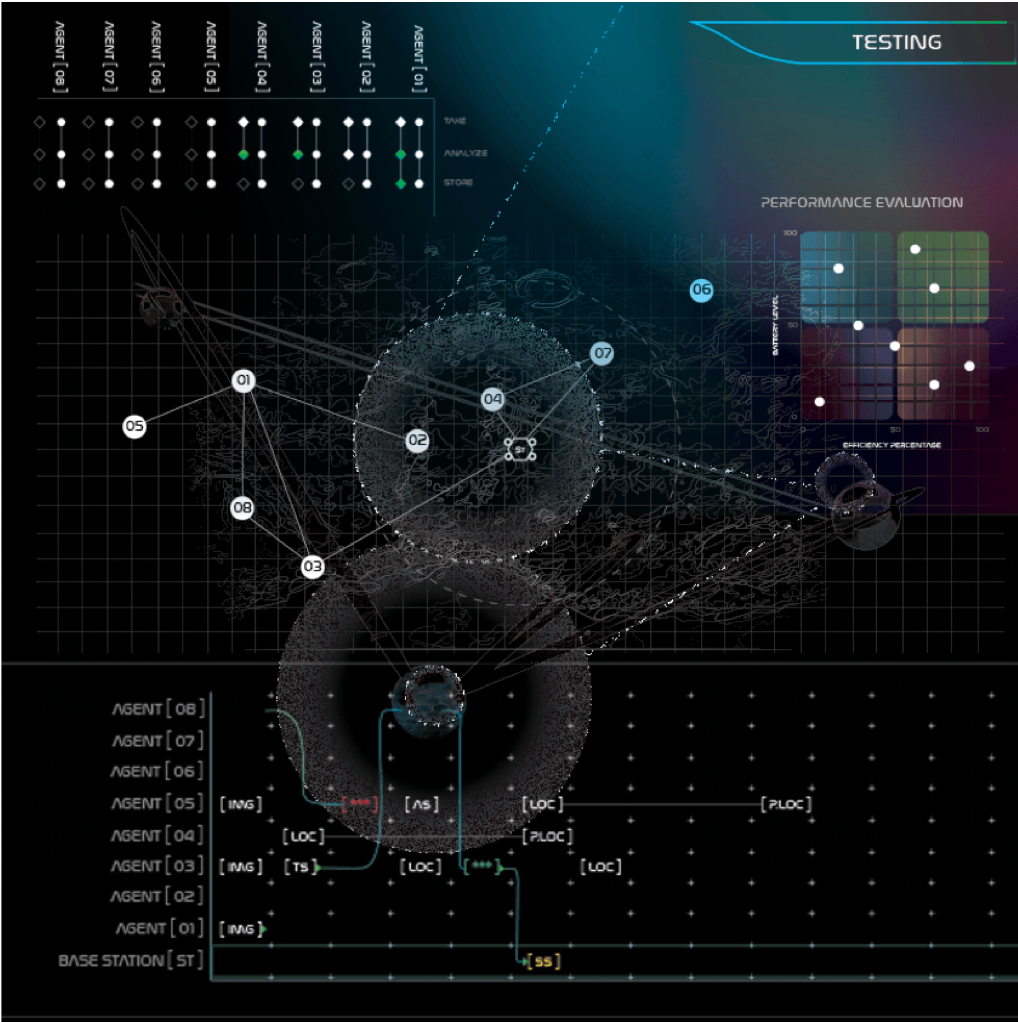 AGENT [ 08 ]
AGENT [ 07 ]
AGENT [ 06 ]
AGENT [ 05 ]
AGENT [ 04 ]
AGENT [ 03 ]
AGENT [ 02 ]
AGENT [ 01 ]
TESTING
TAKE
ANALYZE
STORE
PERFORMANCE EVALUATION
100
BATTERY LEVEL
50
0
0 50 100
EFFICIENCY PERCENTAGE
06
07
01
04
05
02
ST
08
03
AGENT [ 08 ]
AGENT [ 07 ]
AGENT [ 06 ]
AGENT [ 05 ] [ IMG ] [ *** ] [ AS ] [ LOC ] [ P.LOC ]
AGENT [ 04 ] [ LOC ] [ P.LOC ]
AGENT [ 03 ] [ IMG ] [ TS ] [ LOC ] [ *** ] [ LOC ]
AGENT [ 02 ]
AGENT [ 01 ] [ IMG ]
BASE STATION [ ST ] [ SS ]